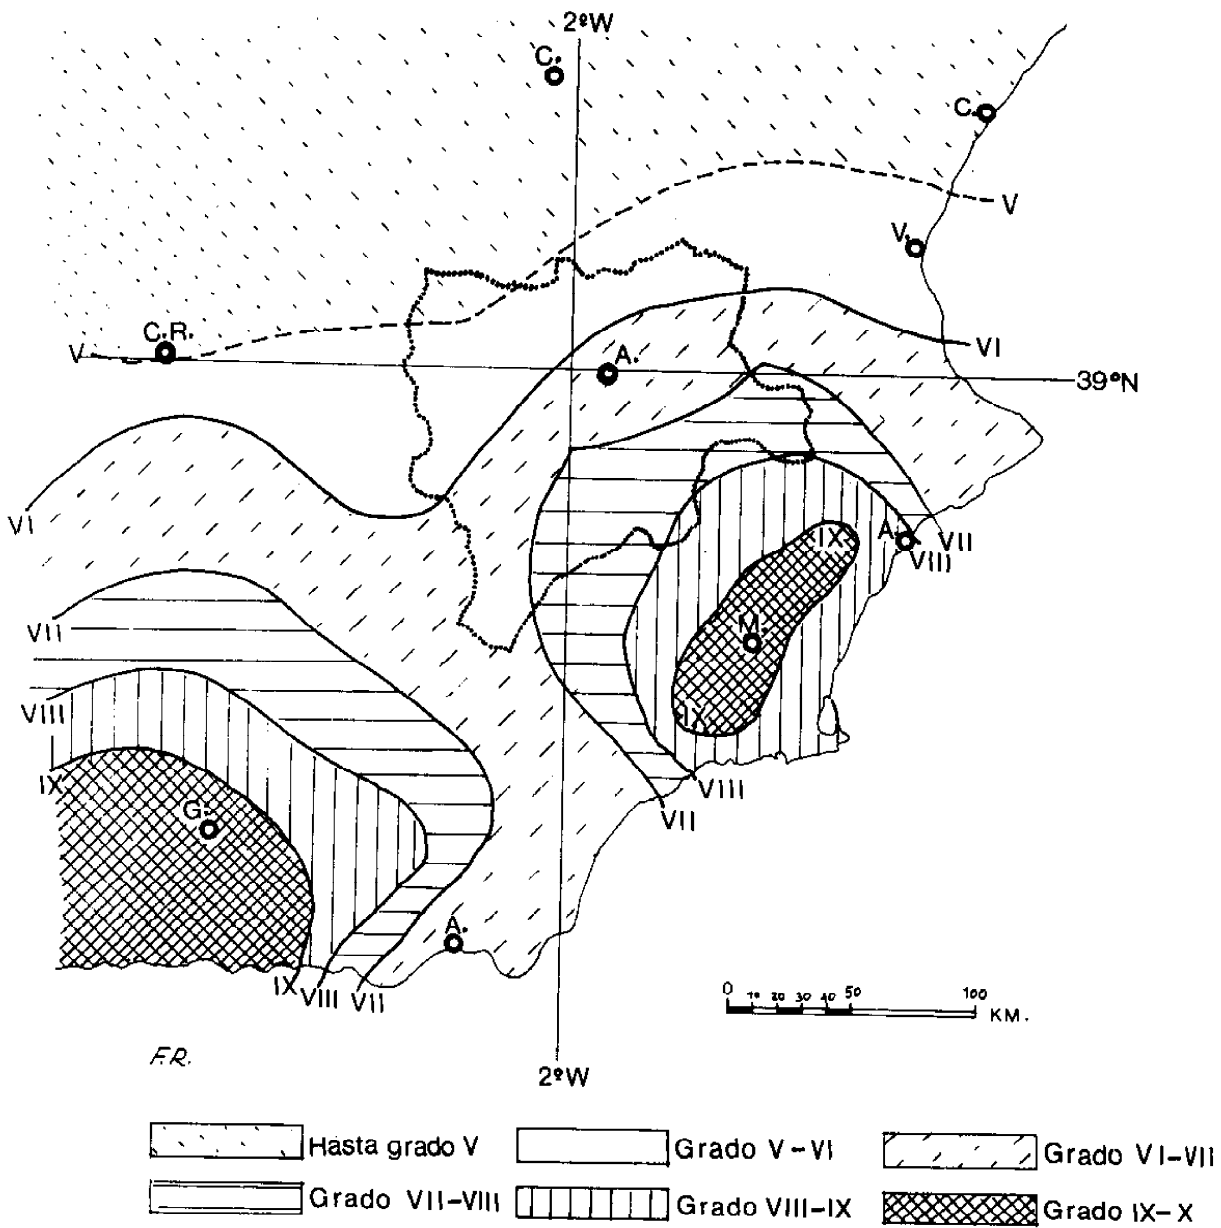 2ºW
C.
C.
V
V.
C.R.
V
VI
A.
39ºN
VI
IX
A.
VII
VIII
VII
M.
VIII
IX
IX
VIII
VII
G.
A.
IX VIII VII
0 10 20 30 40 50 100
KM.
F.R.
2ºW
Hasta grado V
Grado V-VI
Grado VI-VII
Grado VII-VIII
Grado VIII-IX
Grado IX-X